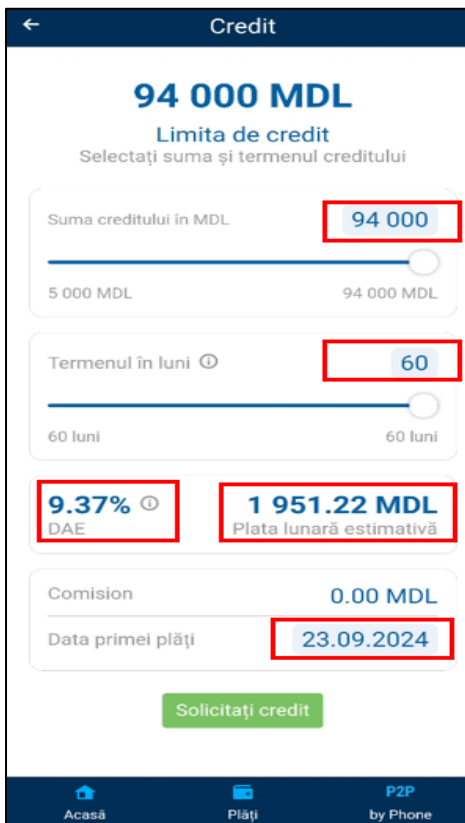 Credit
94 000 MDL
Limita de credit
Selectați suma și termenul creditului
Suma creditului în MDL 94 000
5 000 MDL 94 000 MDL
Termenul în luni 60
60 luni 60 luni
9.37% 1 951.22 MDL
DAE Plata lunară estimativă
Comision 0.00 MDL
Data primei plăți 23.09.2024
Solicitați credit
P2P
Acasă Plăți by Phone